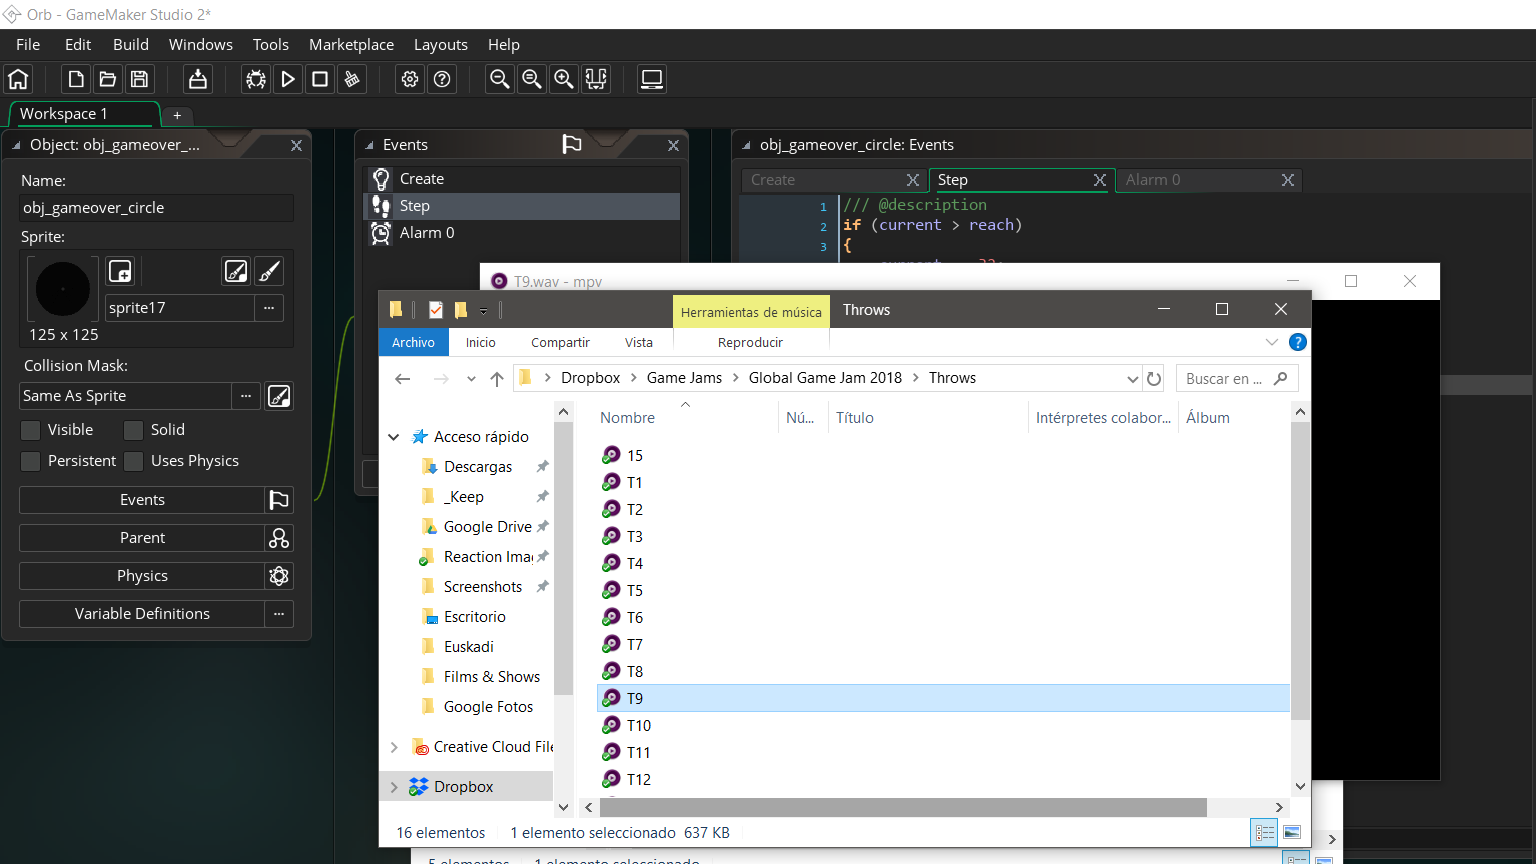 Orb - GameMaker Studio 2*
File Edit Build Windows Tools Marketplace Layouts Help
Workspace 1 +
Object: obj_gameover_...
Name:
obj_gameover_circle
Sprite:
sprite17 ...
125 x 125
Collision Mask:
Same As Sprite ...
Visible Solid
Persistent Uses Physics
Events
Parent
Physics
Variable Definitions ...
Events
Create
Step
Alarm 0
obj_gameover_circle: Events
Create Step Alarm 0
1 /// @description
2 if (current > reach)
3 {
T9.wav - mpv
Herramientas de música Throws
Archivo Inicio Compartir Vista Reproducir
Dropbox > Game Jams > Global Game Jam 2018 > Throws
Buscar en ...
Acceso rápido
Descargas
_Keep
Google Drive
Reaction Ima
Screenshots
Escritorio
Euskadi
Films & Shows
Google Fotos
Creative Cloud File
Dropbox
Nombre Nú... Título Intérpretes colabor... Álbum
15
T1
T2
T3
T4
T5
T6
T7
T8
T9
T10
T11
T12
16 elementos 1 elemento seleccionado 637 KB
5 elementos 1 elemento seleccionado